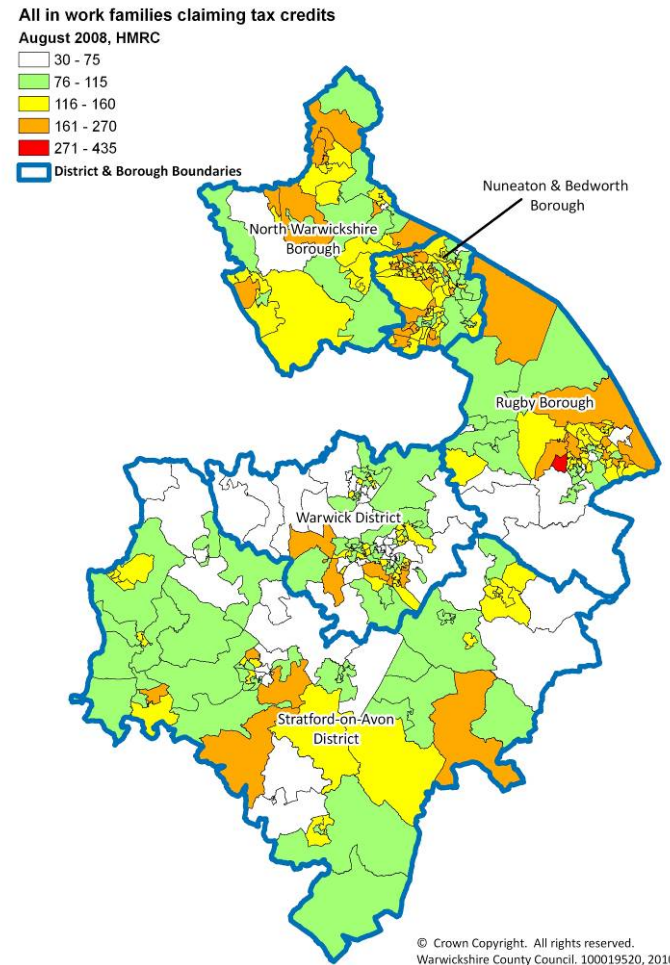 All in work families claiming tax credits
August 2008, HMRC
30 - 75
76 - 115
116 - 160
161 - 270
271 - 435
District & Borough Boundaries
Nuneaton & Bedworth
Borough
North Warwickshire
Borough
Rugby Borough
Warwick District
Stratford-on-Avon
District
© Crown Copyright. All rights reserved.
Warwickshire County Council. 100019520, 2010